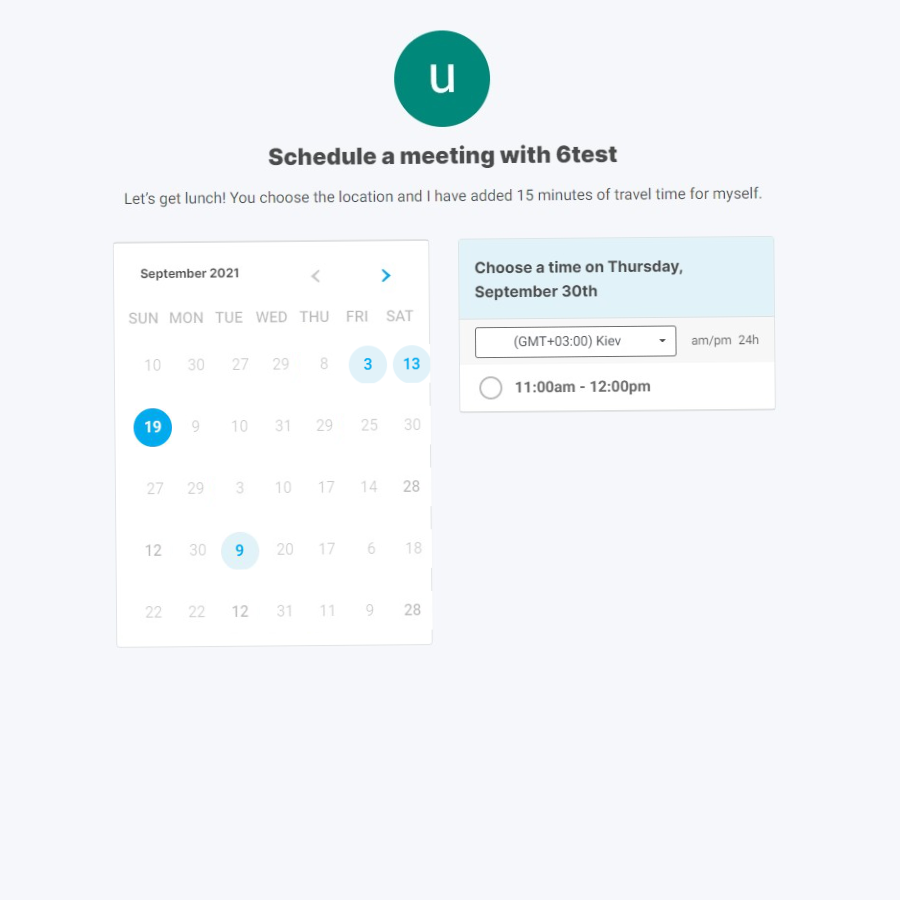 u
Schedule a meeting with 6test
Let's get lunch! You choose the location and I have added 15 minutes of travel time for myself.
September 2021
SUN MON TUE WED THU FRI SAT
10 30 27 29 8 3 13
19 9 10 31 29 25 30
27 29 3 10 17 14 28
12 30 9 20 17 6 18
22 22 12 31 11 9 28
Choose a time on Thursday,
September 30th
(GMT+03:00) Kiev am/pm 24h
11:00am - 12:00pm